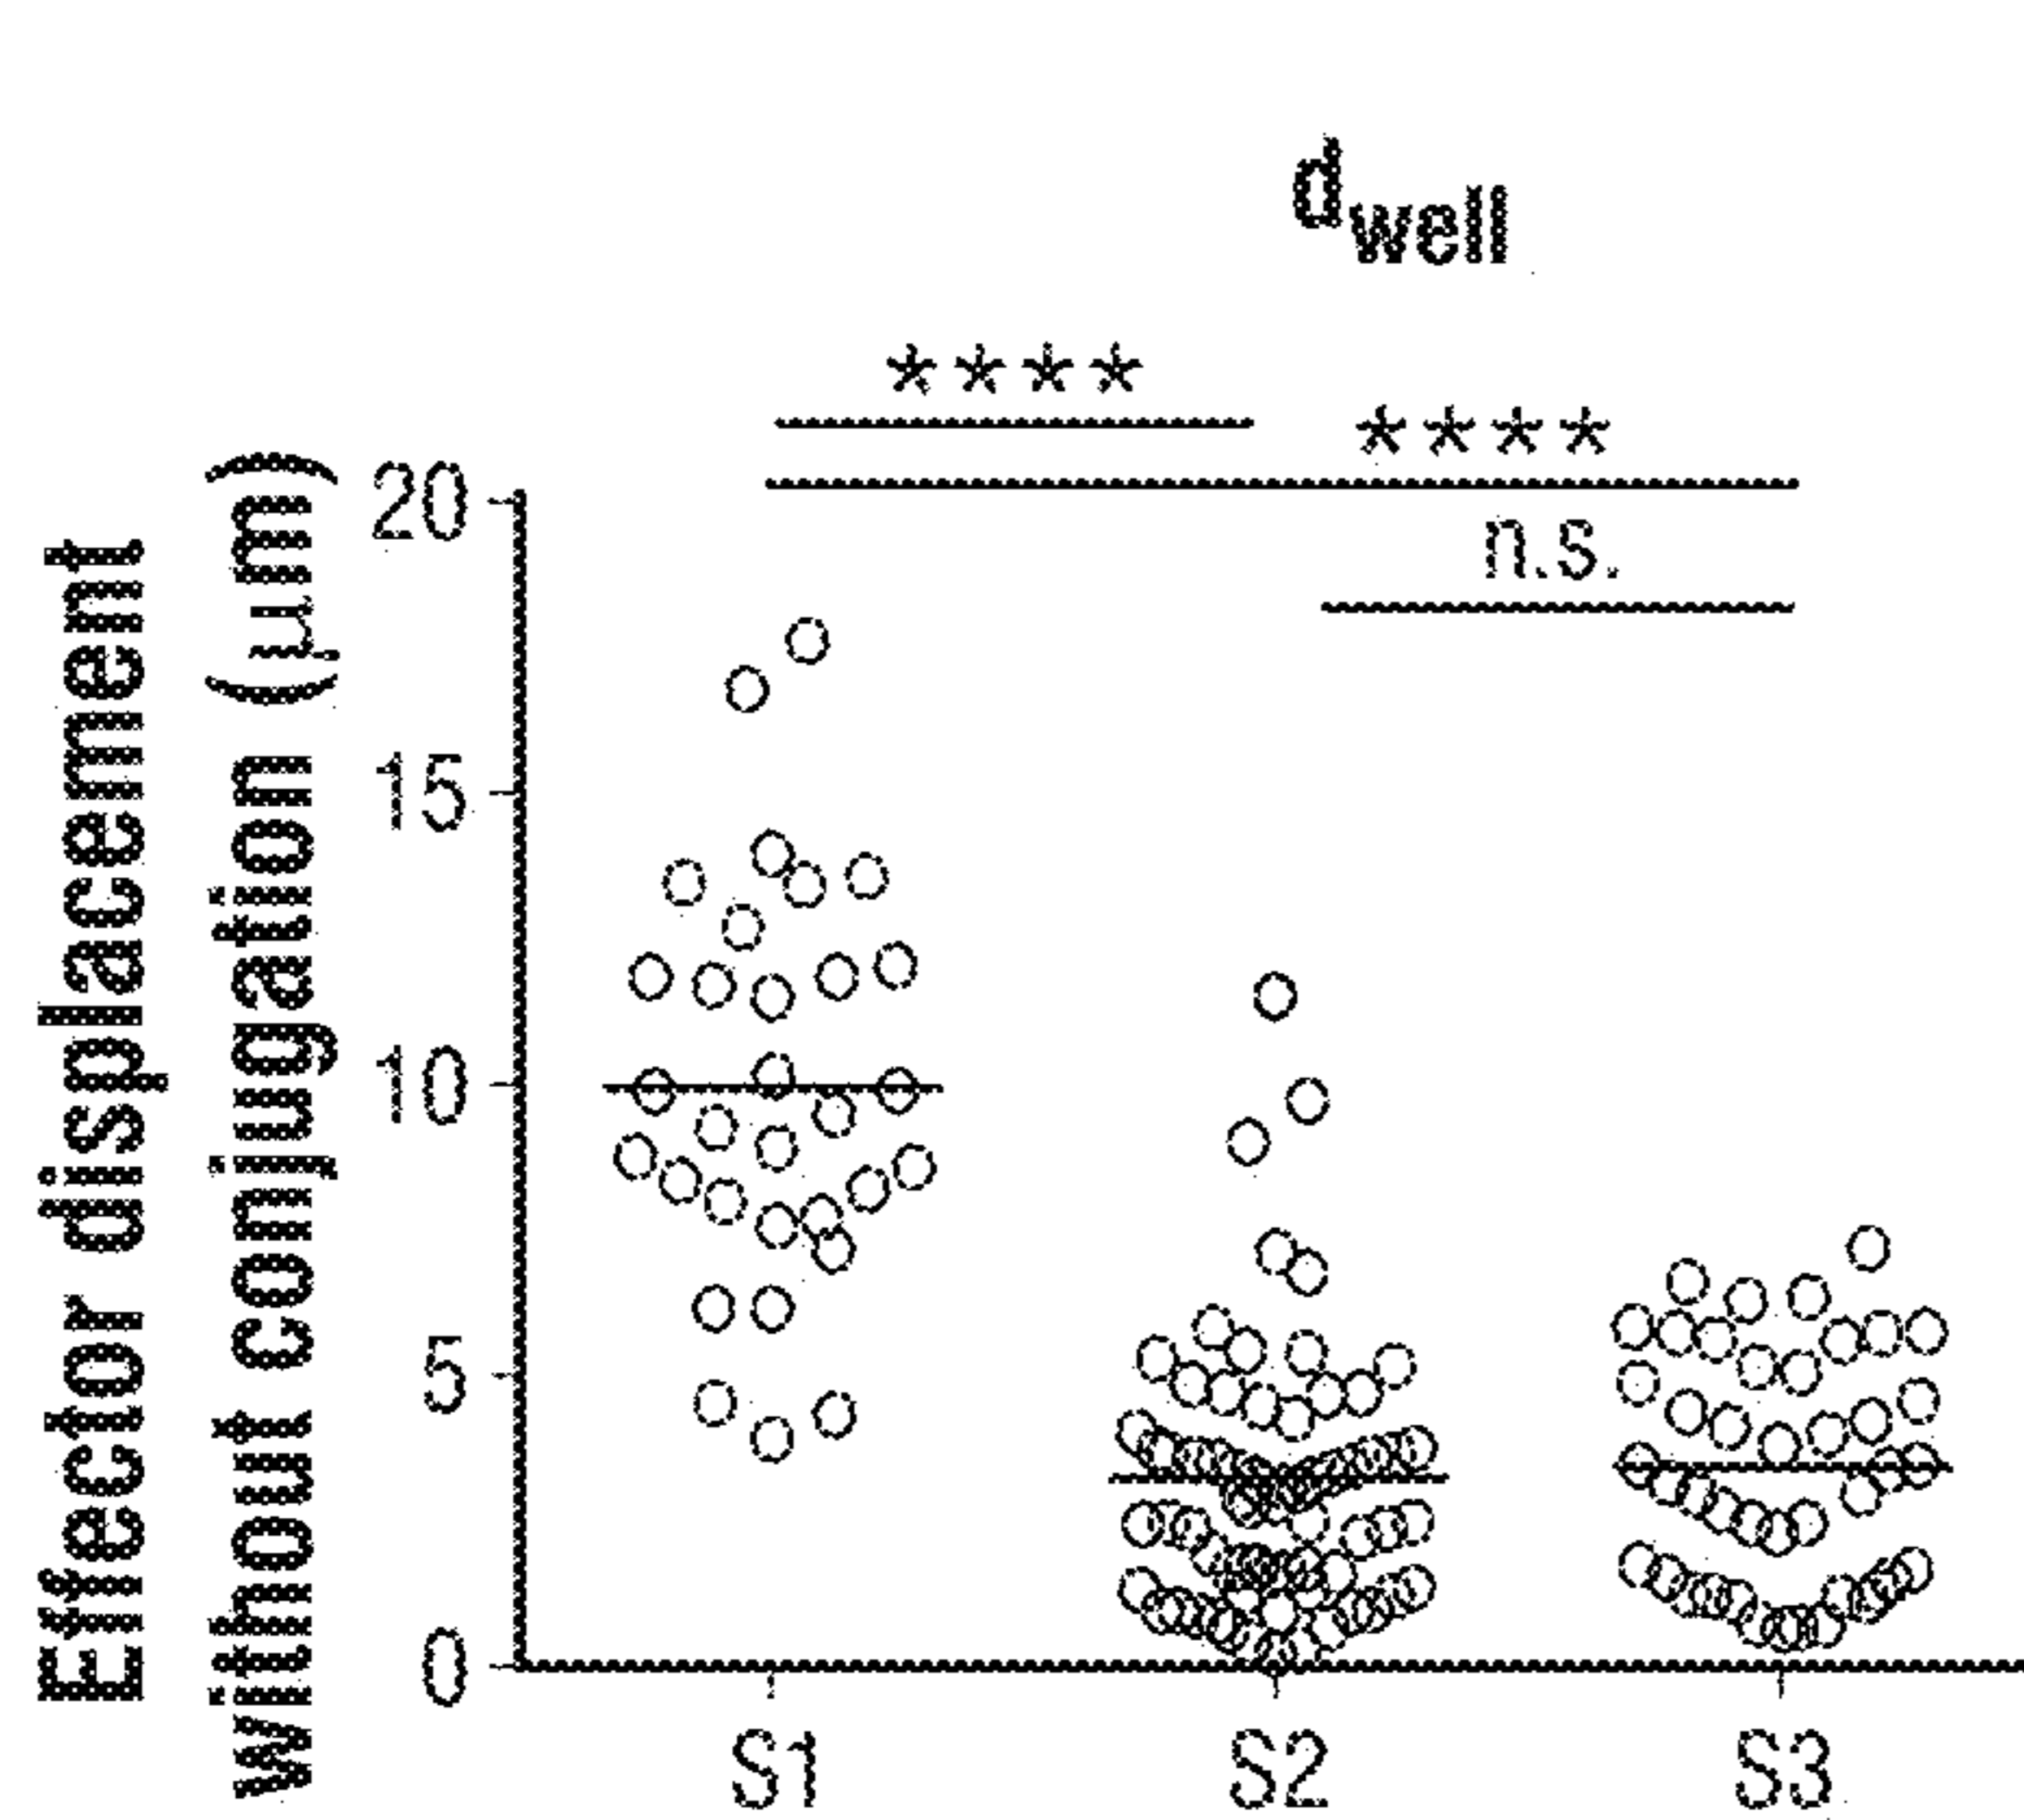 d_well
****
****
n.s.
Effector displacement
without conjugation (μm)
20
15
10
5
0
S1 S2 S3